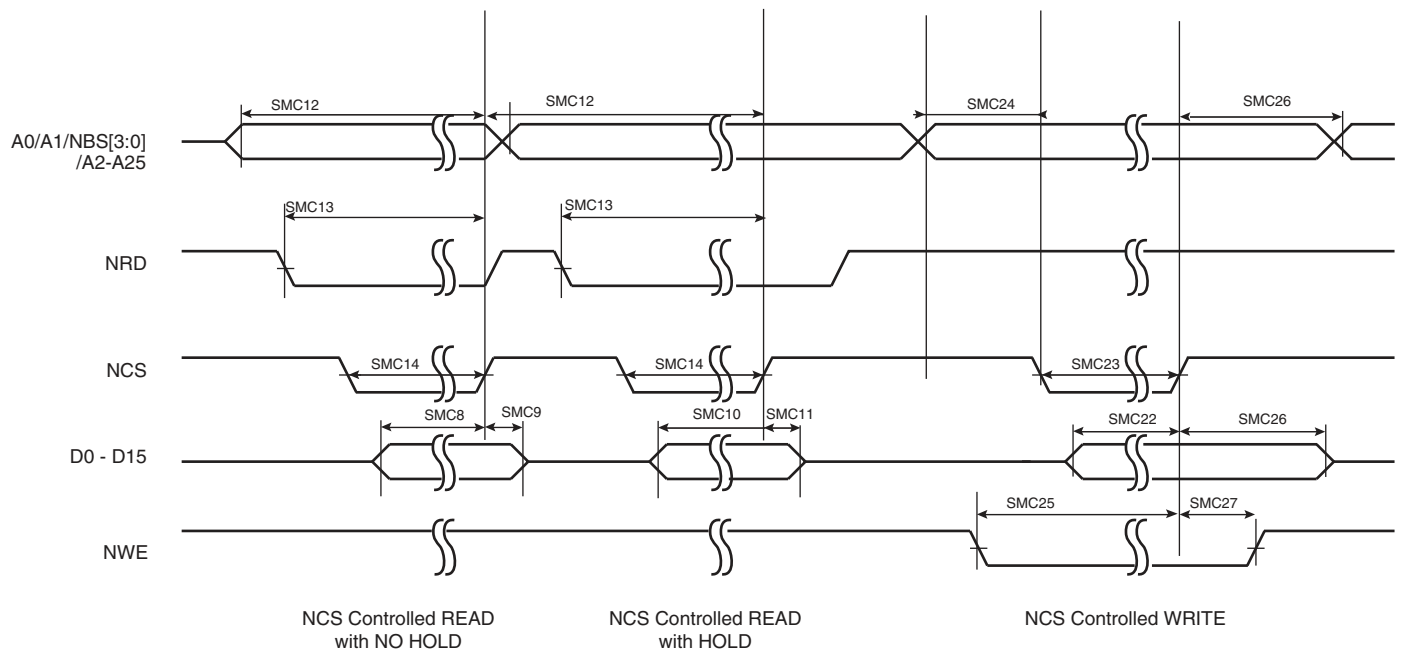 SMC12
SMC12
SMC24
SMC26
A0/A1/NBS[3:0]
/A2-A25
SMC13
SMC13
NRD
NCS
SMC14
SMC14
SMC23
SMC8
SMC9
SMC10
SMC11
SMC22
SMC26
D0 - D15
SMC25
SMC27
NWE
NCS Controlled READ
with NO HOLD
NCS Controlled READ
with HOLD
NCS Controlled WRITE